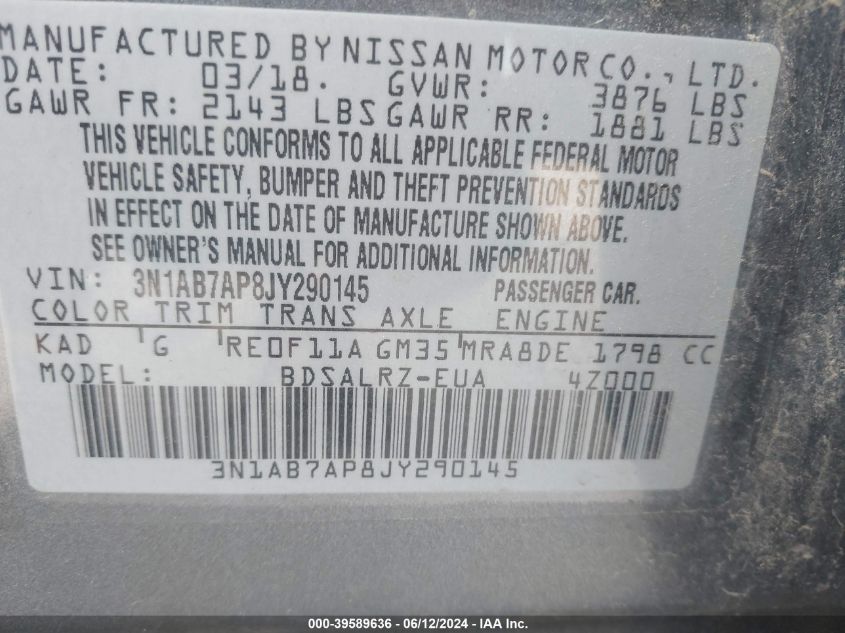 MANUFACTURED BY NISSAN MOTOR CO., LTD.
DATE: 03/18. GVWR: 3876 LBS
GAWR FR: 2143 LBS GAWR RR: 1881 LBS
THIS VEHICLE CONFORMS TO ALL APPLICABLE FEDERAL MOTOR
VEHICLE SAFETY, BUMPER AND THEFT PREVENTION STANDARDS
IN EFFECT ON THE DATE OF MANUFACTURE SHOWN ABOVE.
SEE OWNER'S MANUAL FOR ADDITIONAL INFORMATION.
VIN: 3N1AB7AP8JY290145 PASSENGER CAR.
COLOR TRIM TRANS AXLE ENGINE
KAD G RE0F11A GM35 MRA8DE 1798 CC
MODEL: BDSALRZ-EUA 4Z000
3N1AB7AP8JY290145
000-39589636 - 06/12/2024 - IAA Inc.